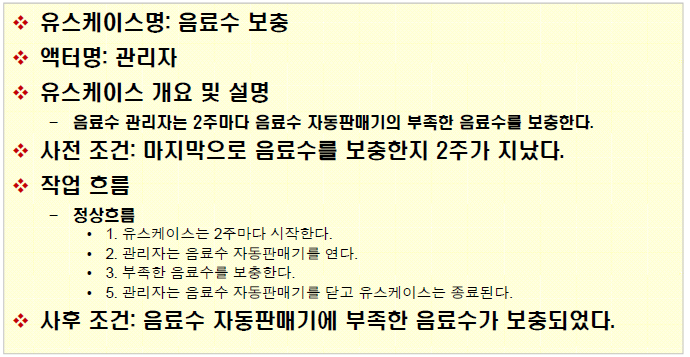 ❖ 유스케이스명: 음료수 보충
❖ 액터명: 관리자
❖ 유스케이스 개요 및 설명
– 음료수 관리자는 2주마다 음료수 자동판매기의 부족한 음료수를 보충한다.
❖ 사전 조건: 마지막으로 음료수를 보충한지 2주가 지났다.
❖ 작업 흐름
– 정상흐름
• 1. 유스케이스는 2주마다 시작한다.
• 2. 관리자는 음료수 자동판매기를 연다.
• 3. 부족한 음료수를 보충한다.
• 5. 관리자는 음료수 자동판매기를 닫고 유스케이스는 종료된다.
❖ 사후 조건: 음료수 자동판매기에 부족한 음료수가 보충되었다.